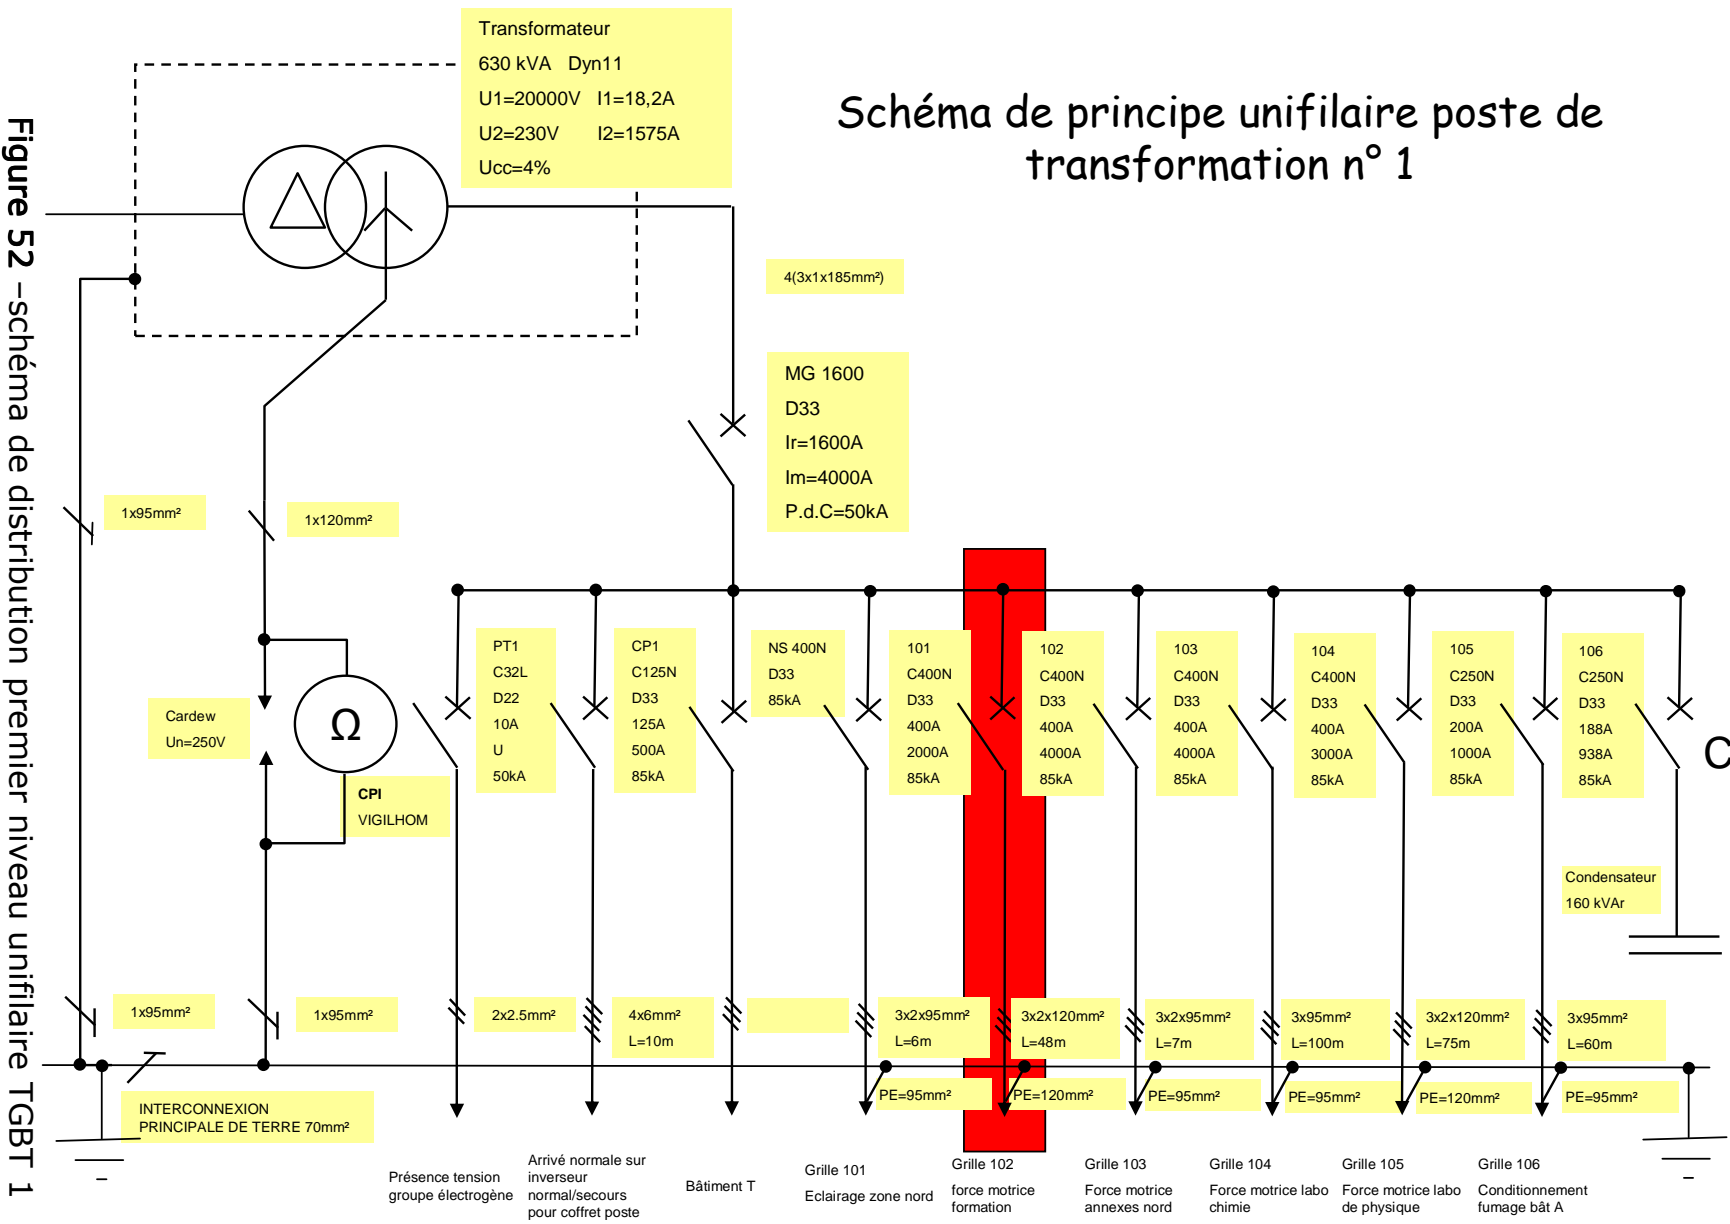 Transformateur
630 kVA Dyn11
U1=20000V I1=18,2A
U2=230V I2=1575A
Ucc=4%
Schéma de principe unifilaire poste de
transformation n° 1
Figure 52 –schéma de distribution premier niveau unifilaire TGBT 1
4(3x1x185mm²)
MG 1600
D33
Ir=1600A
Im=4000A
P.d.C=50kA
1x95mm²
1x120mm²
Cardew
Un=250V
Ω
CPI
VIGILHOM
PT1
C32L
D22
10A
U
50kA
CP1
C125N
D33
125A
500A
85kA
NS 400N
D33
85kA
101
C400N
D33
400A
2000A
85kA
102
C400N
D33
400A
4000A
85kA
103
C400N
D33
400A
4000A
85kA
104
C400N
D33
400A
3000A
85kA
105
C250N
D33
200A
1000A
85kA
106
C250N
D33
188A
938A
85kA
C
Condensateur
160 kVAr
1x95mm²
1x95mm²
2x2.5mm²
4x6mm²
L=10m
3x2x95mm²
L=6m
3x2x120mm²
L=48m
3x2x95mm²
L=7m
3x95mm²
L=100m
3x2x120mm²
L=75m
3x95mm²
L=60m
PE=95mm²
PE=120mm²
PE=95mm²
PE=95mm²
PE=120mm²
PE=95mm²
INTERCONNEXION
PRINCIPALE DE TERRE 70mm²
Présence tension
groupe électrogène
Arrivé normale sur
inverseur
normal/secours
pour coffret poste
Bâtiment T
Grille 101
Eclairage zone nord
Grille 102
force motrice
formation
Grille 103
Force motrice
annexes nord
Grille 104
Force motrice labo
chimie
Grille 105
Force motrice labo
de physique
Grille 106
Conditionnement
fumage bât A